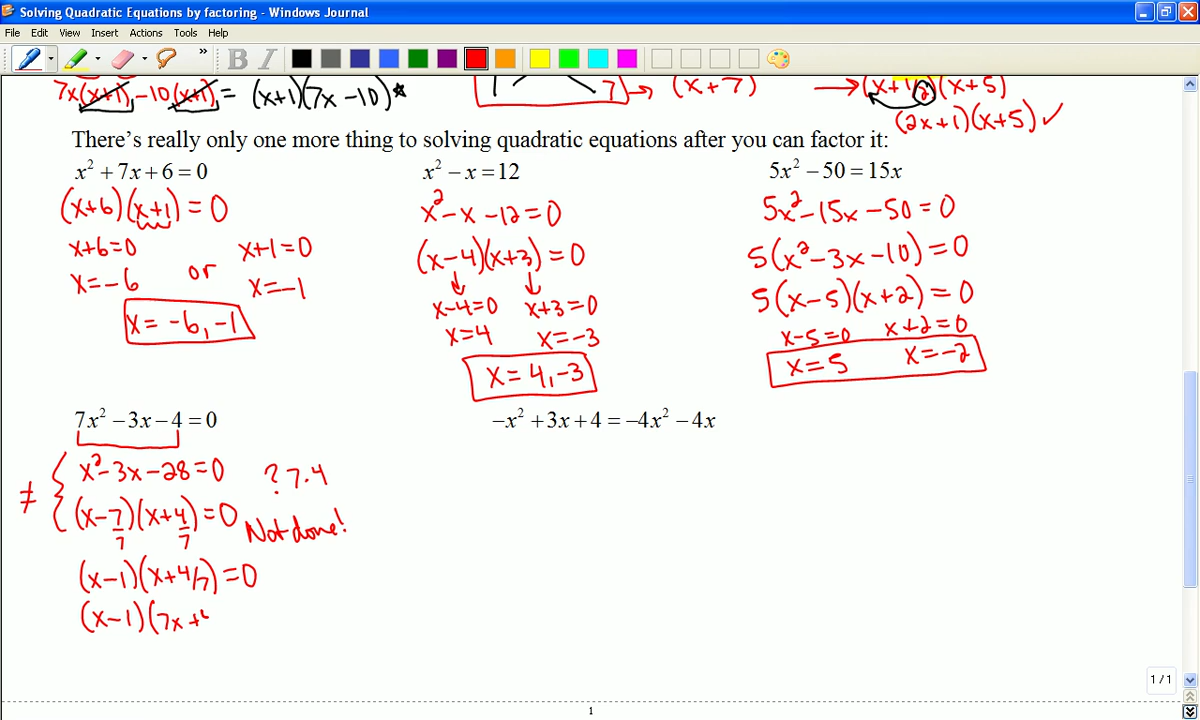 Solving Quadratic Equations by factoring - Windows Journal
File Edit View Insert Actions Tools Help
B I
7x(x+1) -10(x+1) = (x+1)(7x -10)*
7 → (x+7)
→ (x+1/2)(x+5)
(2x+1)(x+5) ✓
There's really only one more thing to solving quadratic equations after you can factor it:
x² + 7x + 6 = 0
(x+6)(x+1) = 0
x+6=0 x+1=0
x=-6 or x=-1
x= -6, -1
x² - x = 12
x² - x - 12 = 0
(x-4)(x+3) = 0
x-4=0 x+3=0
x=4 x=-3
x = 4, -3
5x² - 50 = 15x
5x² - 15x - 50 = 0
5(x² - 3x - 10) = 0
5(x-5)(x+2) = 0
x-5=0 x+2=0
x=5 x=-2
7x² - 3x - 4 = 0
≠ x² - 3x - 28 = 0 ? 7·4
(x - 7/7)(x + 4/7) = 0 Not done!
(x-1)(x+4/7) = 0
(x-1)(7x +
-x² + 3x + 4 = -4x² - 4x
1 / 1
1